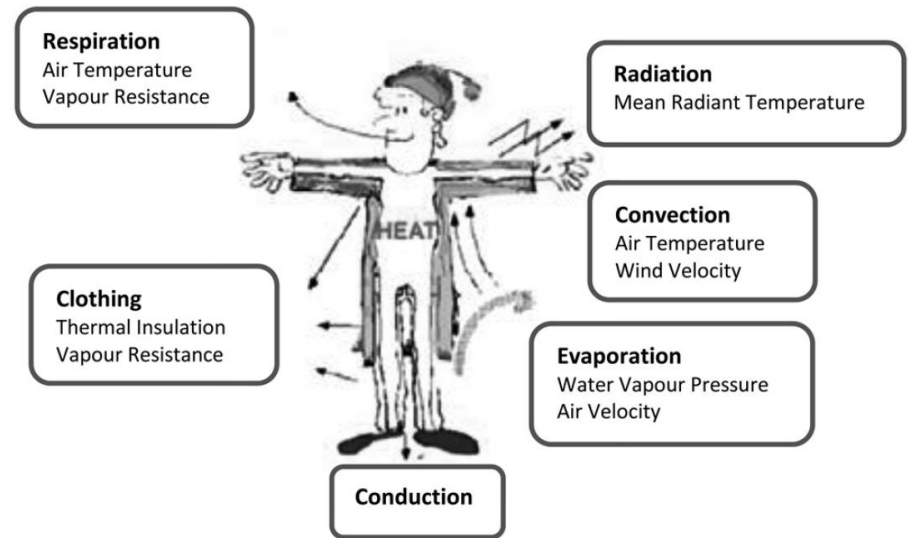 Respiration
Air Temperature
Vapour Resistance
Radiation
Mean Radiant Temperature
Convection
Air Temperature
Wind Velocity
HEAT
Clothing
Thermal Insulation
Vapour Resistance
Evaporation
Water Vapour Pressure
Air Velocity
Conduction